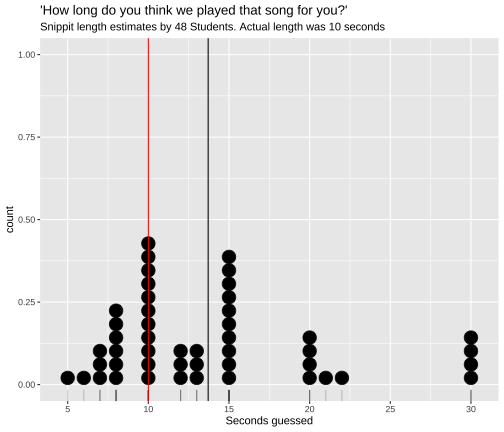 'How long do you think we played that song for you?'
Snippit length estimates by 48 Students. Actual length was 10 seconds
1.00
0.75
0.50
0.25
0.00
count
5 10 15 20 25 30
Seconds guessed